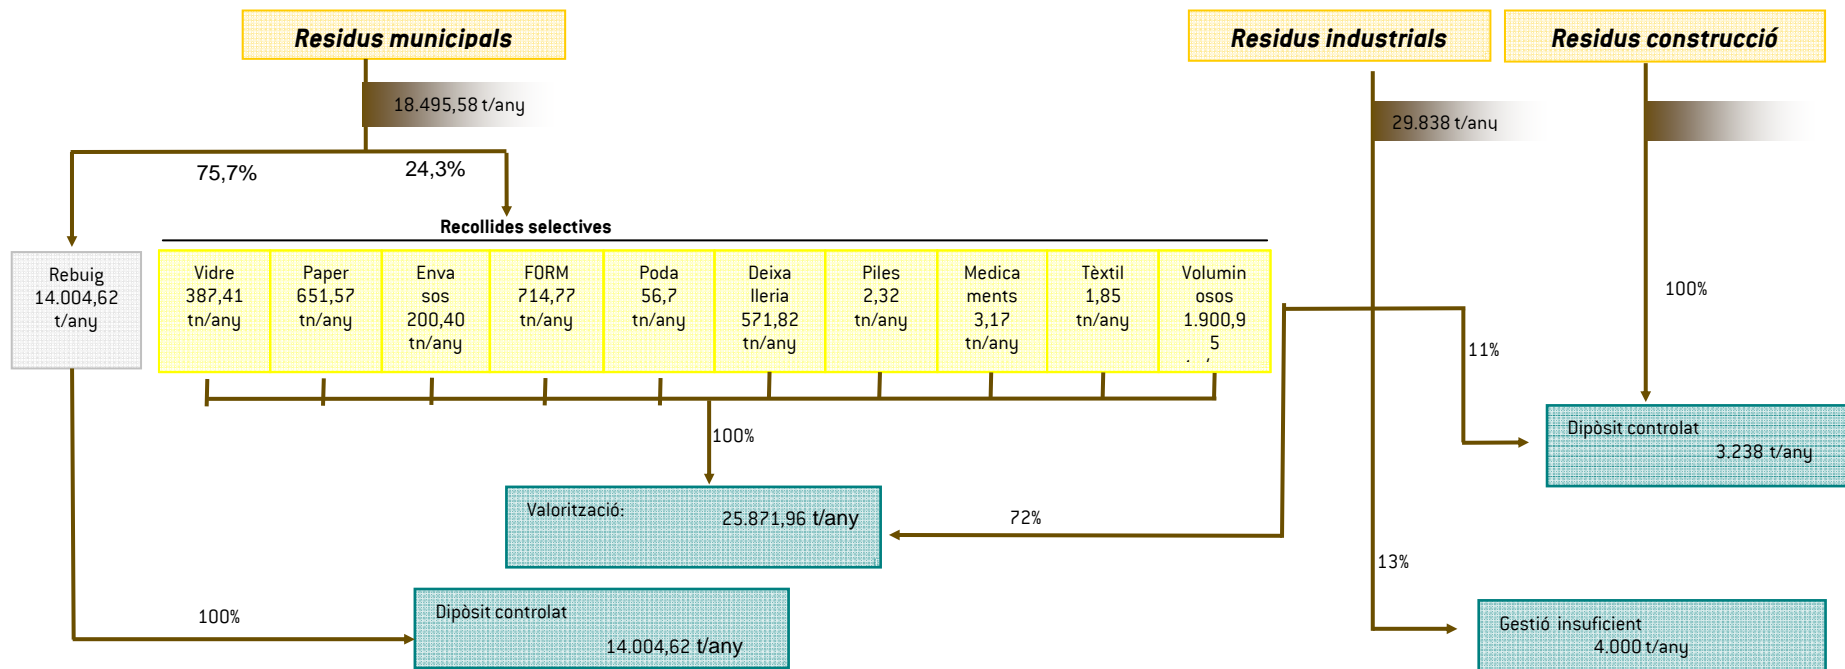 Residus municipals
Residus industrials
Residus construcció
18.495,58 t/any
29.838 t/any
75,7%
24,3%
Recollides selectives
Rebuig
14.004,62
t/any
Vidre
387,41
tn/any
Paper
651,57
tn/any
Enva
sos
200,40
tn/any
FORM
714,77
tn/any
Poda
56,7
tn/any
Deixa
lleria
571,82
tn/any
Piles
2,32
tn/any
Medica
ments
3,17
tn/any
Tèxtil
1,85
tn/any
Volumin
osos
1.900,9
5
100%
11%
100%
Dipòsit controlat
3.238 t/any
Valorització:
25.871,96 t/any
72%
13%
100%
Dipòsit controlat
14.004,62 t/any
Gestió insuficient
4.000 t/any